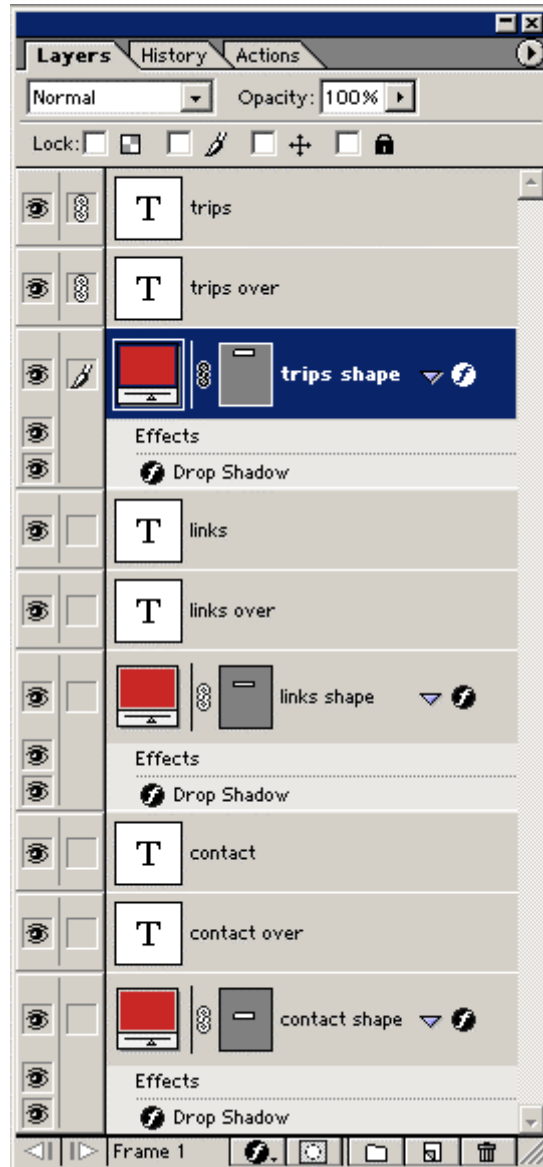 Layers History Actions
Normal Opacity: 100%
Lock:
T trips
T trips over
trips shape f
Effects
f Drop Shadow
T links
T links over
links shape f
Effects
f Drop Shadow
T contact
T contact over
contact shape f
Effects
f Drop Shadow
Frame 1 f